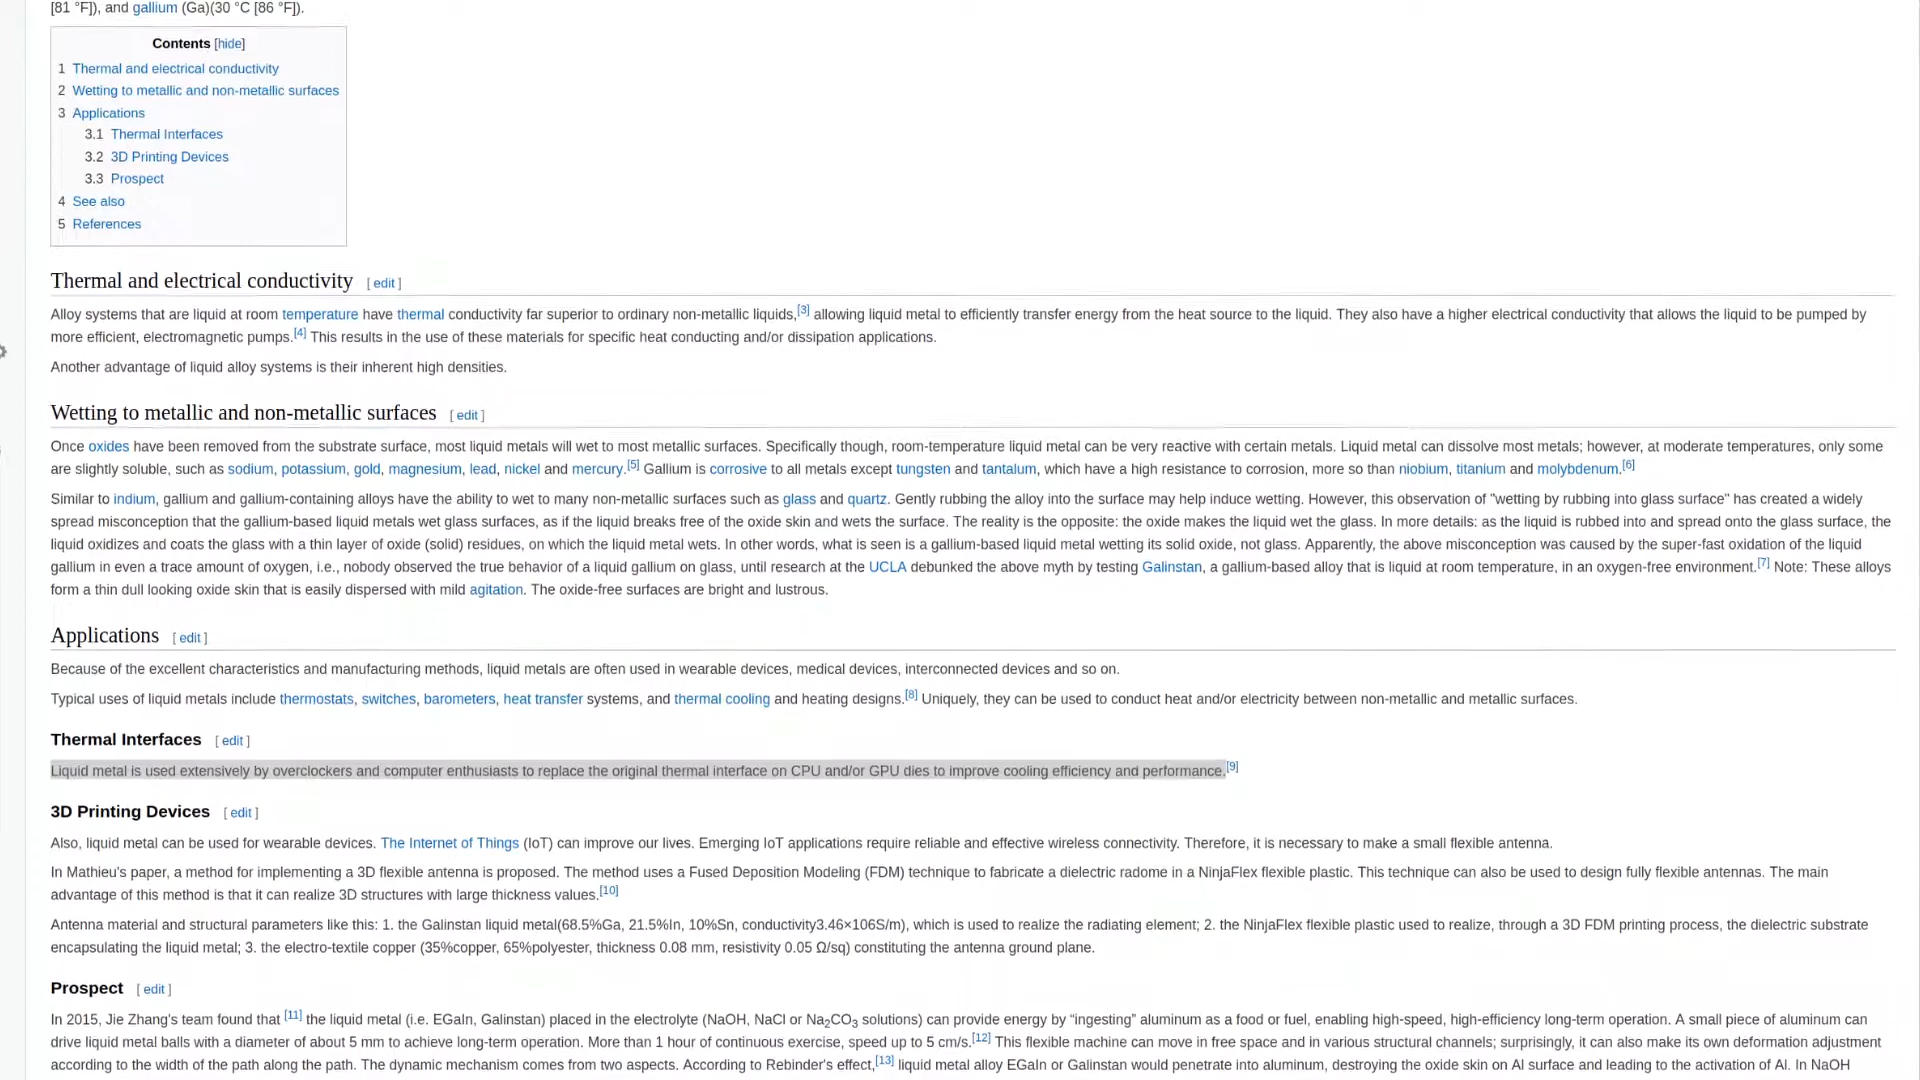 [81 °F]), and gallium (Ga)(30 °C [86 °F]).
Contents [hide]
1 Thermal and electrical conductivity
2 Wetting to metallic and non-metallic surfaces
3 Applications
3.1 Thermal Interfaces
3.2 3D Printing Devices
3.3 Prospect
4 See also
5 References
Thermal and electrical conductivity [ edit ]
Alloy systems that are liquid at room temperature have thermal conductivity far superior to ordinary non-metallic liquids,[3] allowing liquid metal to efficiently transfer energy from the heat source to the liquid. They also have a higher electrical conductivity that allows the liquid to be pumped by
more efficient, electromagnetic pumps.[4] This results in the use of these materials for specific heat conducting and/or dissipation applications.
Another advantage of liquid alloy systems is their inherent high densities.
Wetting to metallic and non-metallic surfaces [ edit ]
Once oxides have been removed from the substrate surface, most liquid metals will wet to most metallic surfaces. Specifically though, room-temperature liquid metal can be very reactive with certain metals. Liquid metal can dissolve most metals; however, at moderate temperatures, only some
are slightly soluble, such as sodium, potassium, gold, magnesium, lead, nickel and mercury.[5] Gallium is corrosive to all metals except tungsten and tantalum, which have a high resistance to corrosion, more so than niobium, titanium and molybdenum.[6]
Similar to indium, gallium and gallium-containing alloys have the ability to wet to many non-metallic surfaces such as glass and quartz. Gently rubbing the alloy into the surface may help induce wetting. However, this observation of "wetting by rubbing into glass surface" has created a widely
spread misconception that the gallium-based liquid metals wet glass surfaces, as if the liquid breaks free of the oxide skin and wets the surface. The reality is the opposite: the oxide makes the liquid wet the glass. In more details: as the liquid is rubbed into and spread onto the glass surface, the
liquid oxidizes and coats the glass with a thin layer of oxide (solid) residues, on which the liquid metal wets. In other words, what is seen is a gallium-based liquid metal wetting its solid oxide, not glass. Apparently, the above misconception was caused by the super-fast oxidation of the liquid
gallium in even a trace amount of oxygen, i.e., nobody observed the true behavior of a liquid gallium on glass, until research at the UCLA debunked the above myth by testing Galinstan, a gallium-based alloy that is liquid at room temperature, in an oxygen-free environment.[7] Note: These alloys
form a thin dull looking oxide skin that is easily dispersed with mild agitation. The oxide-free surfaces are bright and lustrous.
Applications [ edit ]
Because of the excellent characteristics and manufacturing methods, liquid metals are often used in wearable devices, medical devices, interconnected devices and so on.
Typical uses of liquid metals include thermostats, switches, barometers, heat transfer systems, and thermal cooling and heating designs.[8] Uniquely, they can be used to conduct heat and/or electricity between non-metallic and metallic surfaces.
Thermal Interfaces [ edit ]
Liquid metal is used extensively by overclockers and computer enthusiasts to replace the original thermal interface on CPU and/or GPU dies to improve cooling efficiency and performance.[9]
3D Printing Devices [ edit ]
Also, liquid metal can be used for wearable devices. The Internet of Things (IoT) can improve our lives. Emerging IoT applications require reliable and effective wireless connectivity. Therefore, it is necessary to make a small flexible antenna.
In Mathieu's paper, a method for implementing a 3D flexible antenna is proposed. The method uses a Fused Deposition Modeling (FDM) technique to fabricate a dielectric radome in a NinjaFlex flexible plastic. This technique can also be used to design fully flexible antennas. The main
advantage of this method is that it can realize 3D structures with large thickness values.[10]
Antenna material and structural parameters like this: 1. the Galinstan liquid metal(68.5%Ga, 21.5%In, 10%Sn, conductivity3.46×106S/m), which is used to realize the radiating element; 2. the NinjaFlex flexible plastic used to realize, through a 3D FDM printing process, the dielectric substrate
encapsulating the liquid metal; 3. the electro-textile copper (35%copper, 65%polyester, thickness 0.08 mm, resistivity 0.05 Ω/sq) constituting the antenna ground plane.
Prospect [ edit ]
In 2015, Jie Zhang's team found that [11] the liquid metal (i.e. EGaIn, Galinstan) placed in the electrolyte (NaOH, NaCl or Na2CO3 solutions) can provide energy by “ingesting” aluminum as a food or fuel, enabling high-speed, high-efficiency long-term operation. A small piece of aluminum can
drive liquid metal balls with a diameter of about 5 mm to achieve long-term operation. More than 1 hour of continuous exercise, speed up to 5 cm/s.[12] This flexible machine can move in free space and in various structural channels; surprisingly, it can also make its own deformation adjustment
according to the width of the path along the path. The dynamic mechanism comes from two aspects. According to Rebinder's effect,[13] liquid metal alloy EGaIn or Galinstan would penetrate into aluminum, destroying the oxide skin on Al surface and leading to the activation of Al. In NaOH